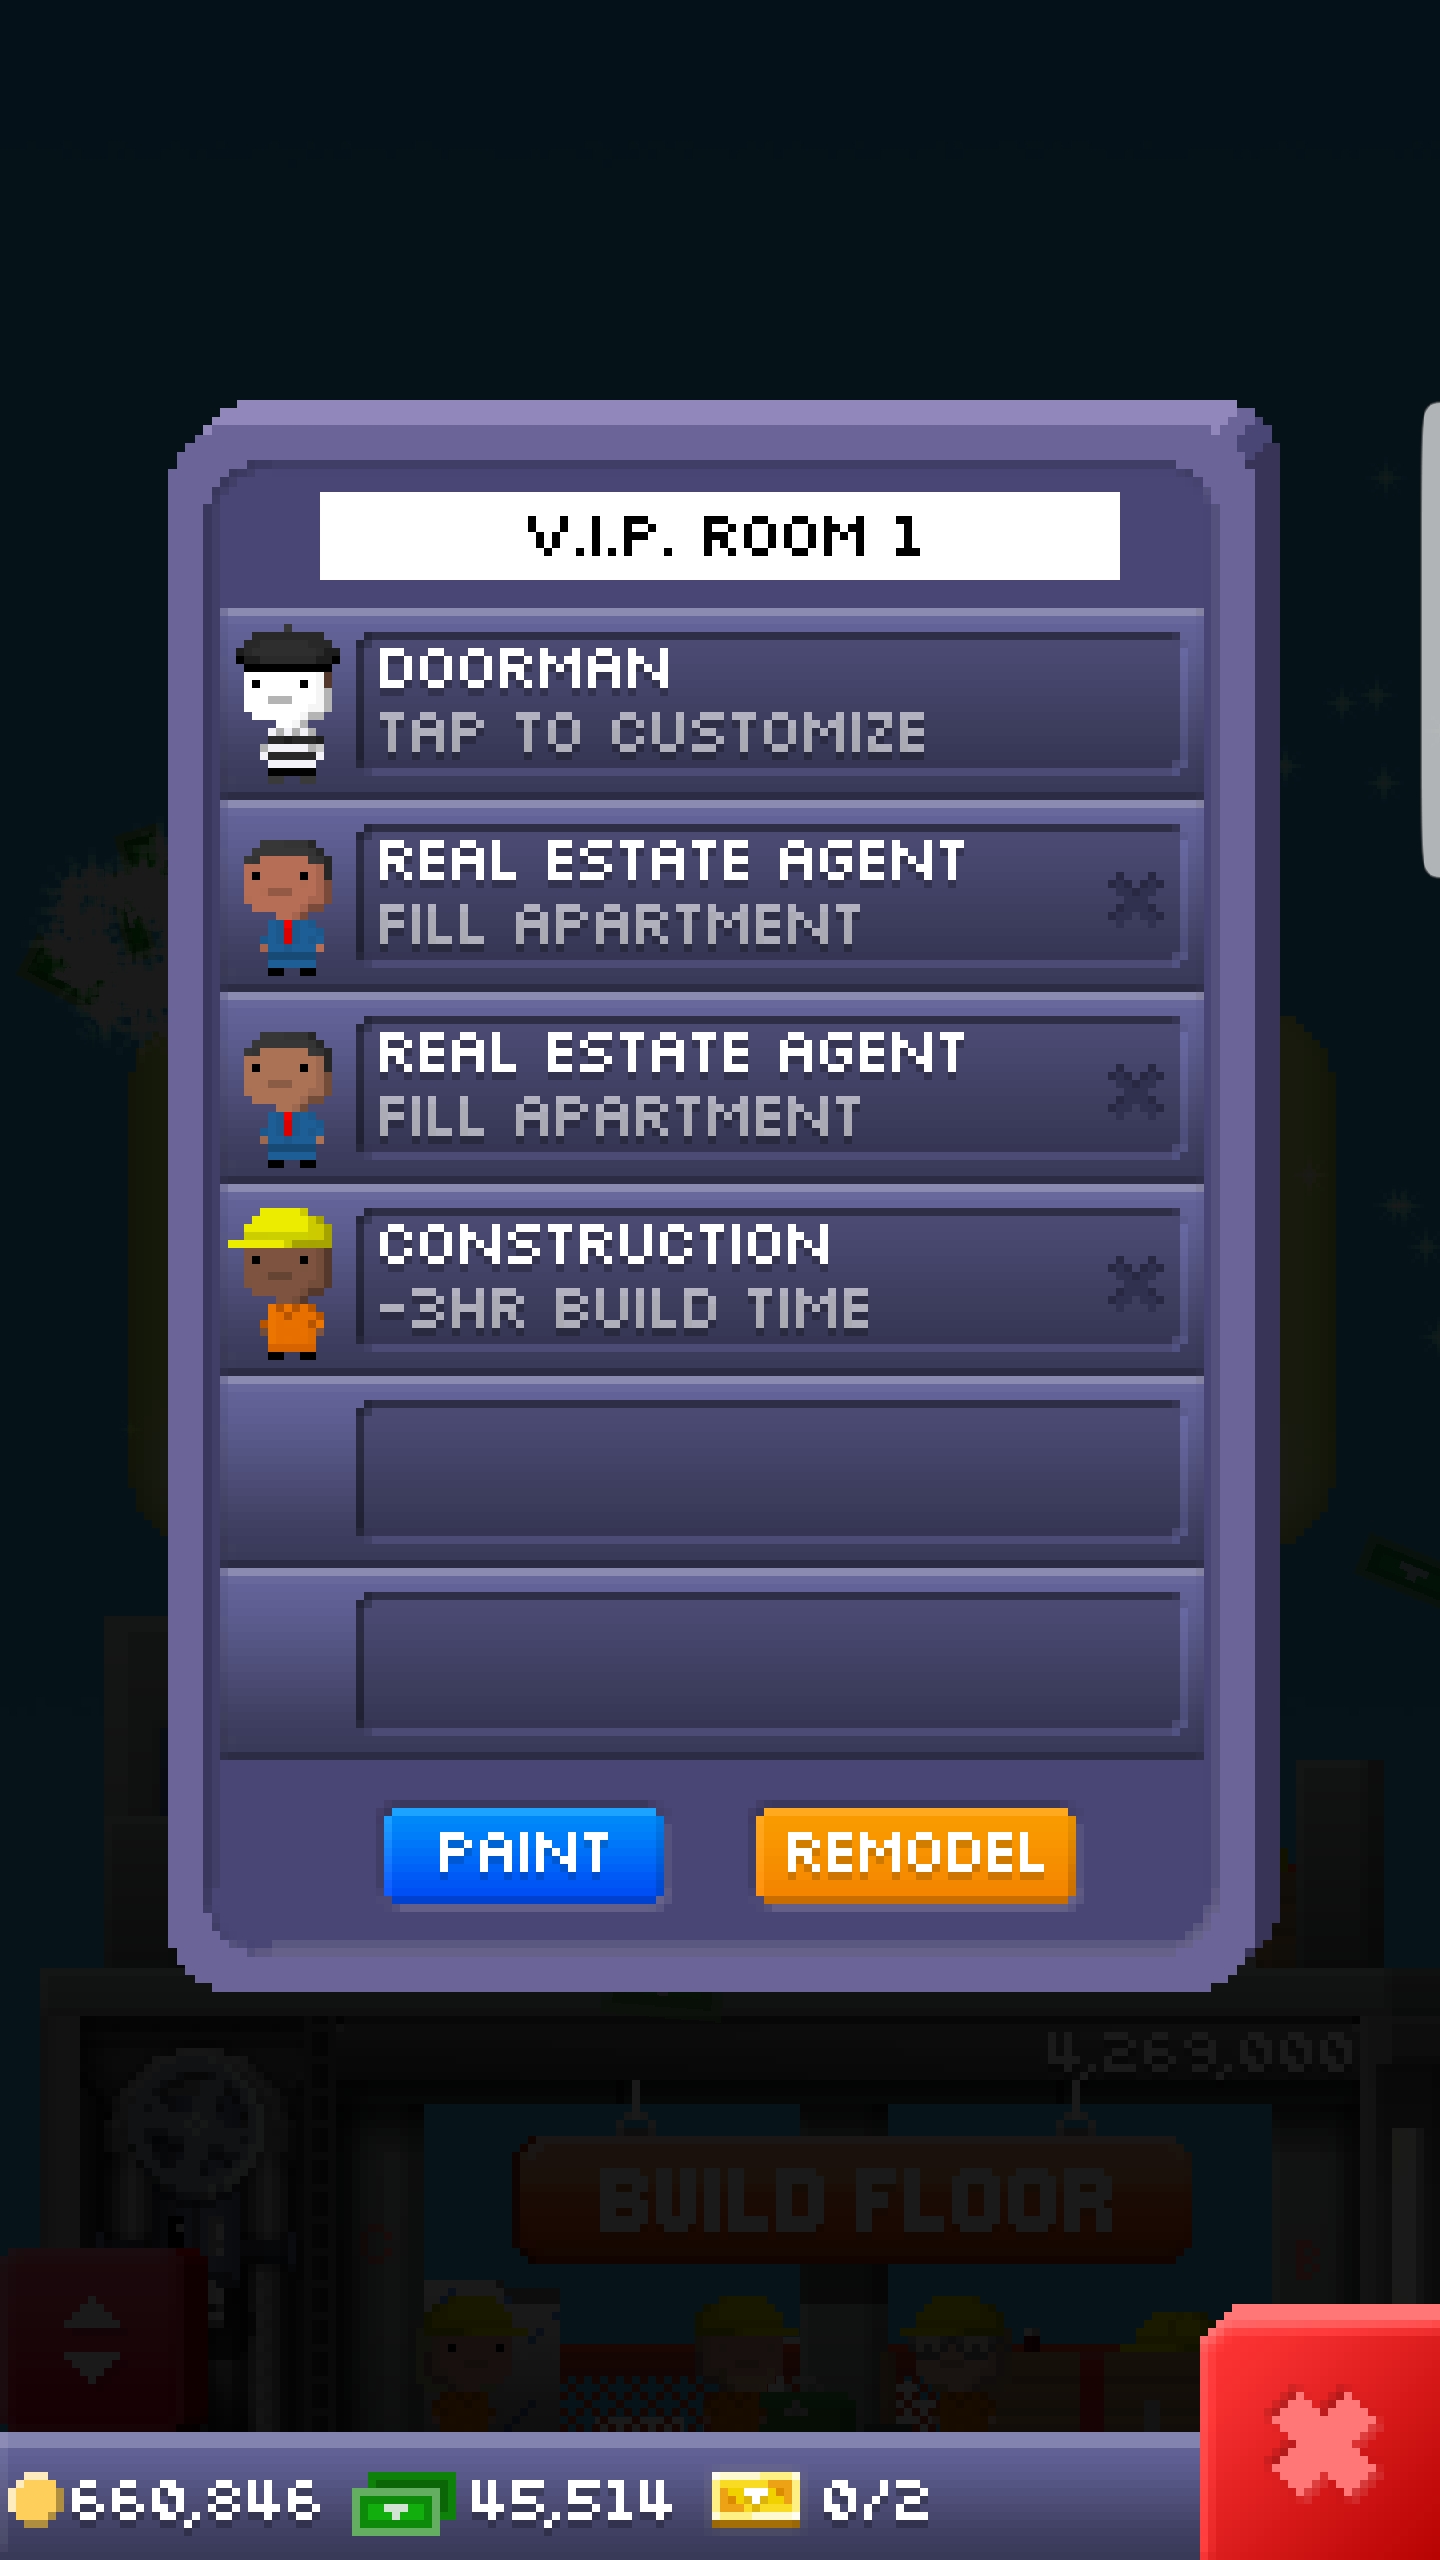 V.I.P. ROOM 1
DOORMAN
TAP TO CUSTOMIZE
REAL ESTATE AGENT
FILL APARTMENT
REAL ESTATE AGENT
FILL APARTMENT
CONSTRUCTION
-3HR BUILD TIME
PAINT
REMODEL
4,269,000
BUILD FLOOR
660,846
45,514
0/2